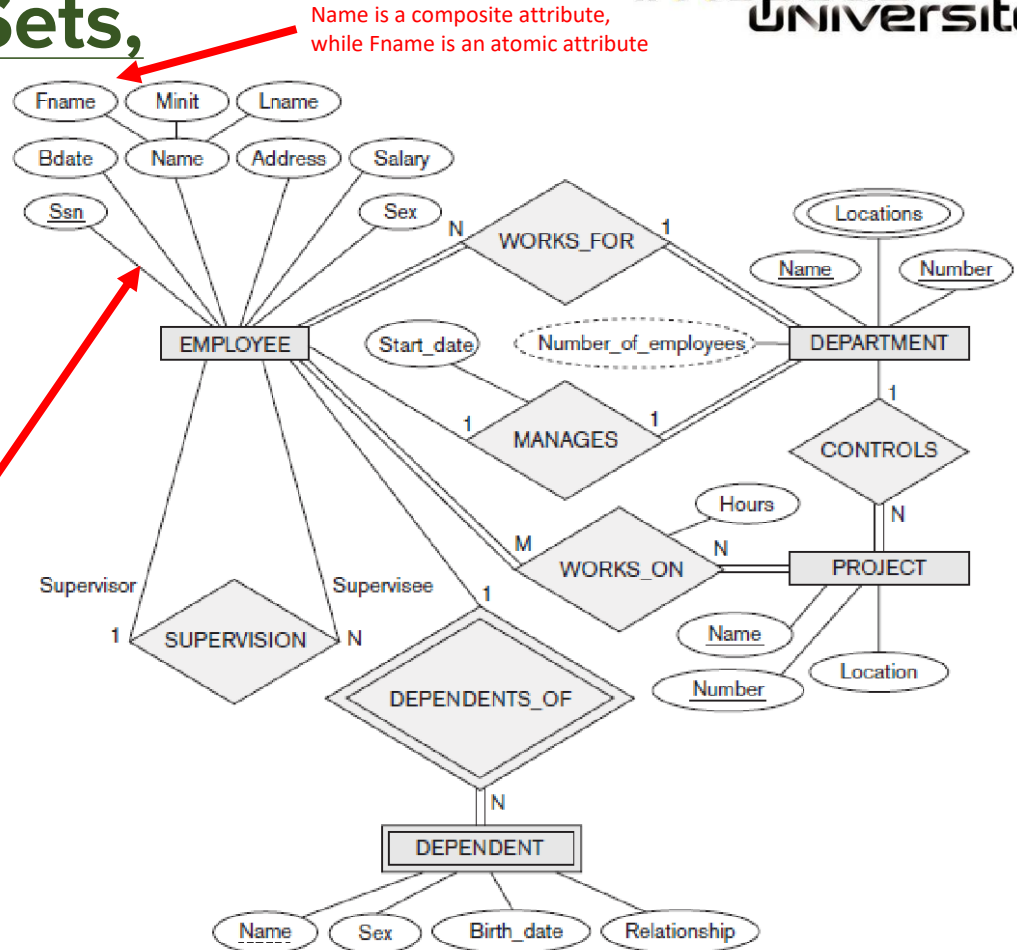 Sets,
UNiversite
Name is a composite attribute,
while Fname is an atomic attribute
Fname
Minit
Lname
Bdate
Name
Address
Salary
Ssn
Sex
N
WORKS_FOR
1
Locations
Name
Number
EMPLOYEE
Start_date
Number_of_employees
DEPARTMENT
1
MANAGES
1
1
CONTROLS
N
Hours
M
WORKS_ON
N
PROJECT
Supervisor
Supervisee
1
SUPERVISION
N
1
Name
Number
Location
DEPENDENTS_OF
N
DEPENDENT
Name
Sex
Birth_date
Relationship